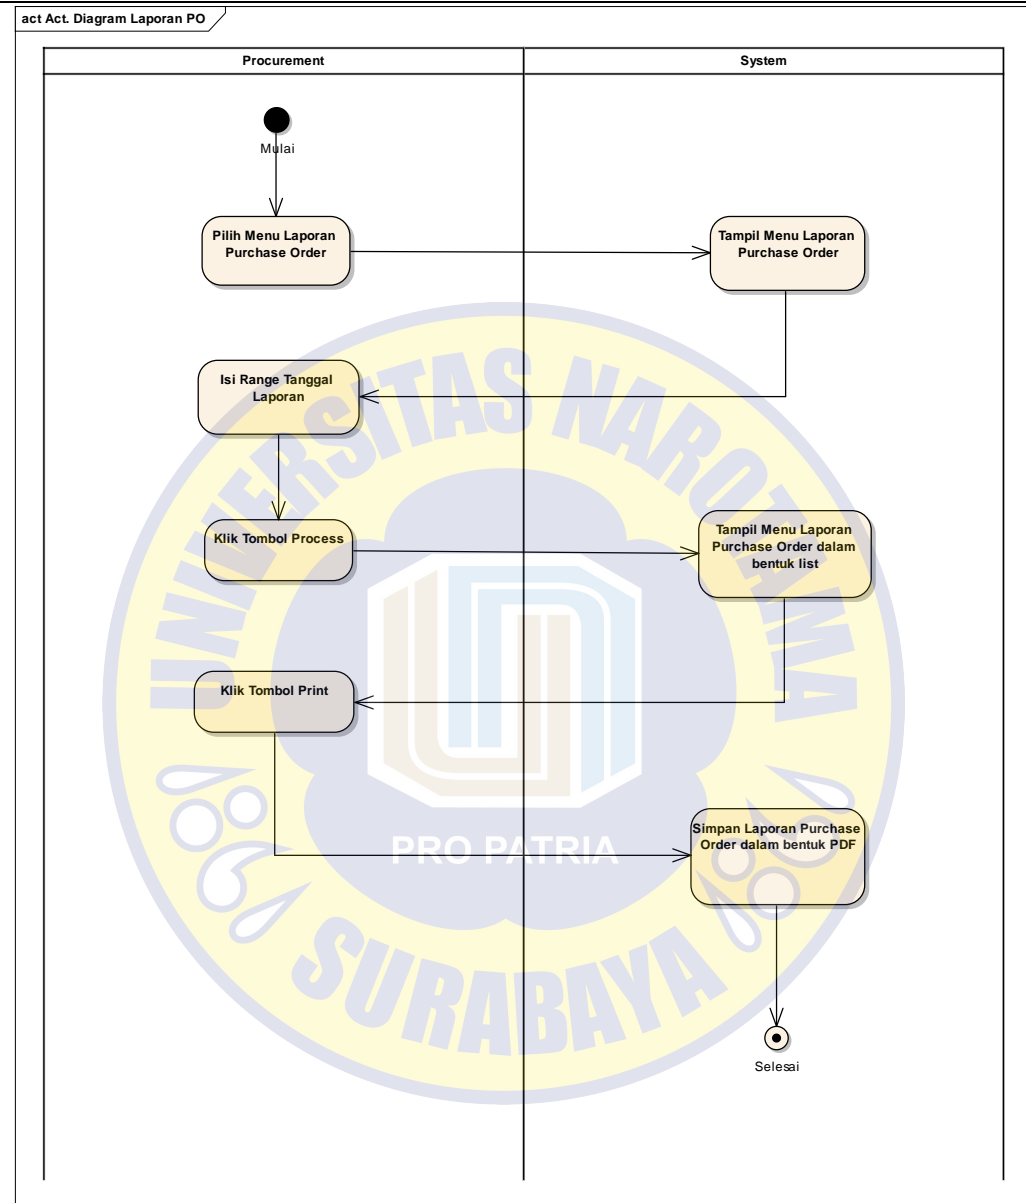 act Act. Diagram Laporan PO
Procurement
System
Mulai
Pilih Menu Laporan
Purchase Order
Tampil Menu Laporan
Purchase Order
Isi Range Tanggal
Laporan
Klik Tombol Process
Tampil Menu Laporan
Purchase Order dalam
bentuk list
Klik Tombol Print
Simpan Laporan Purchase
Order dalam bentuk PDF
Selesai
UNIVERSITAS NAROTAMA
PRO PATRIA
SURABAYA